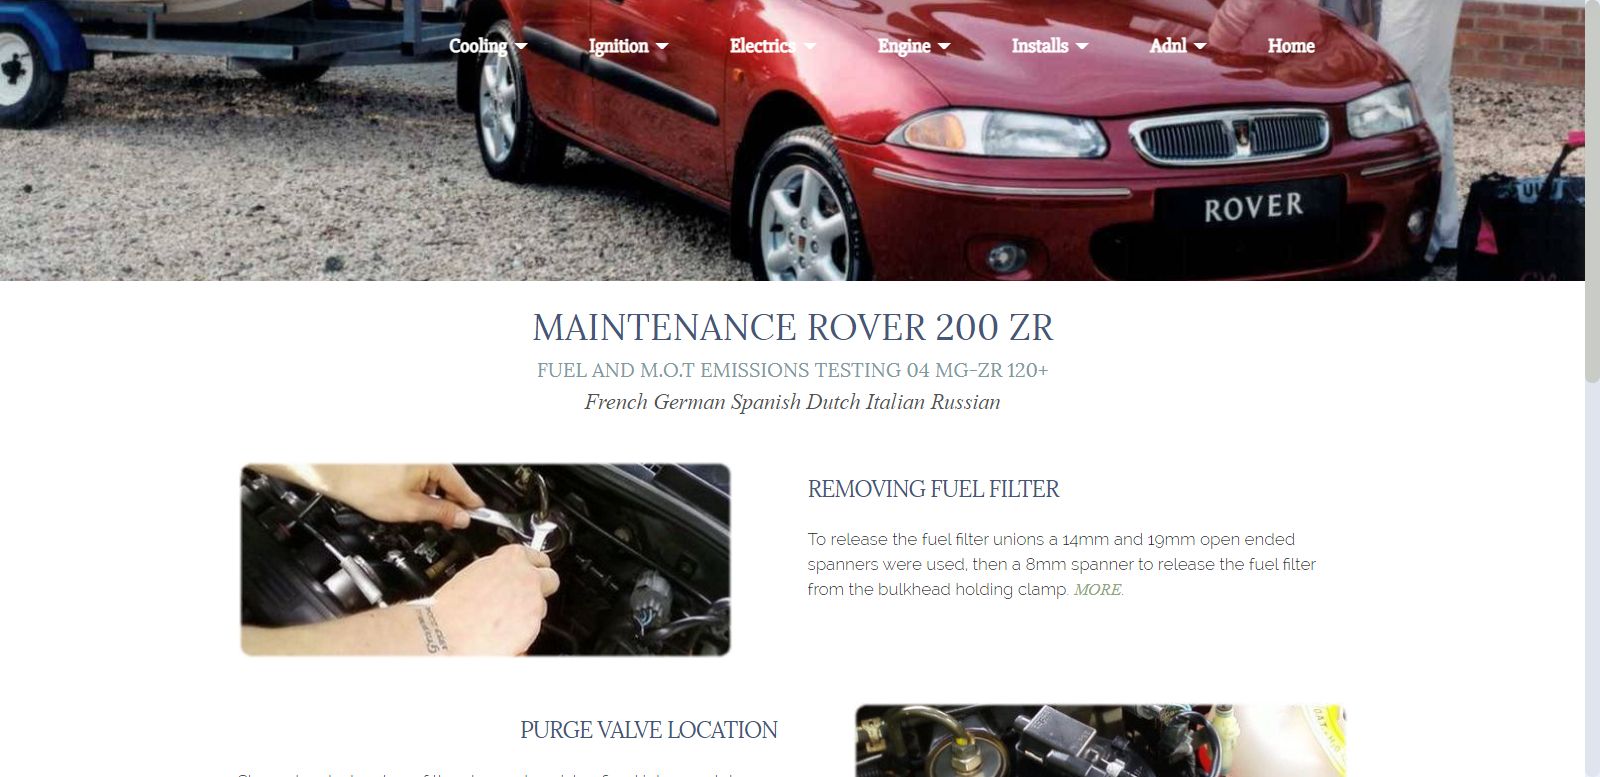 Cooling Ignition Electrics Engine Installs Adnl Home
ROVER
MAINTENANCE ROVER 200 ZR
FUEL AND M.O.T EMISSIONS TESTING 04 MG-ZR 120+
French German Spanish Dutch Italian Russian
REMOVING FUEL FILTER
To release the fuel filter unions a 14mm and 19mm open ended
spanners were used, then a 8mm spanner to release the fuel filter
from the bulkhead holding clamp. MORE.
PURGE VALVE LOCATION